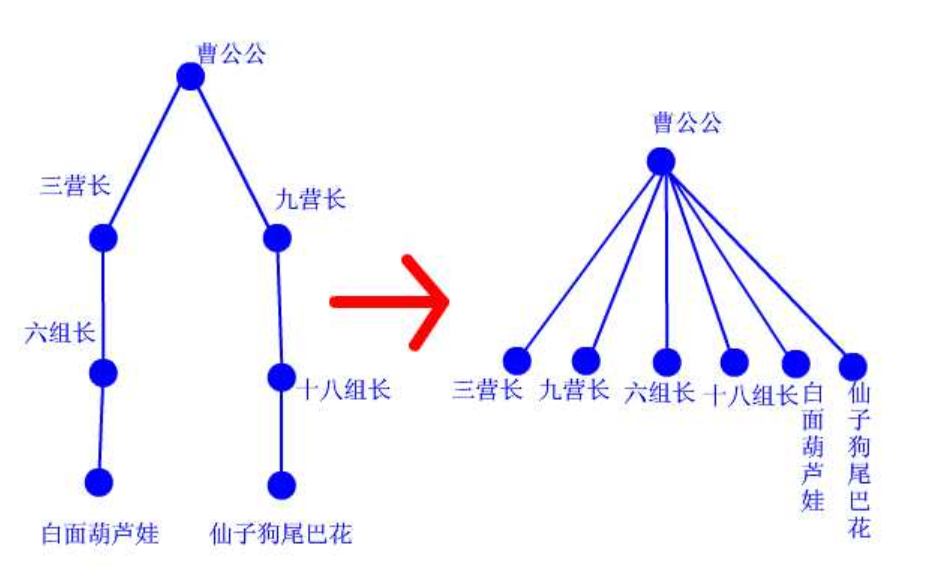 曹公公
三营长
九营长
六组长
十八组长
白面葫芦娃
仙子狗尾巴花
曹公公
三营长
九营长
六组长
十八组长
白面葫芦娃
仙子狗尾巴花